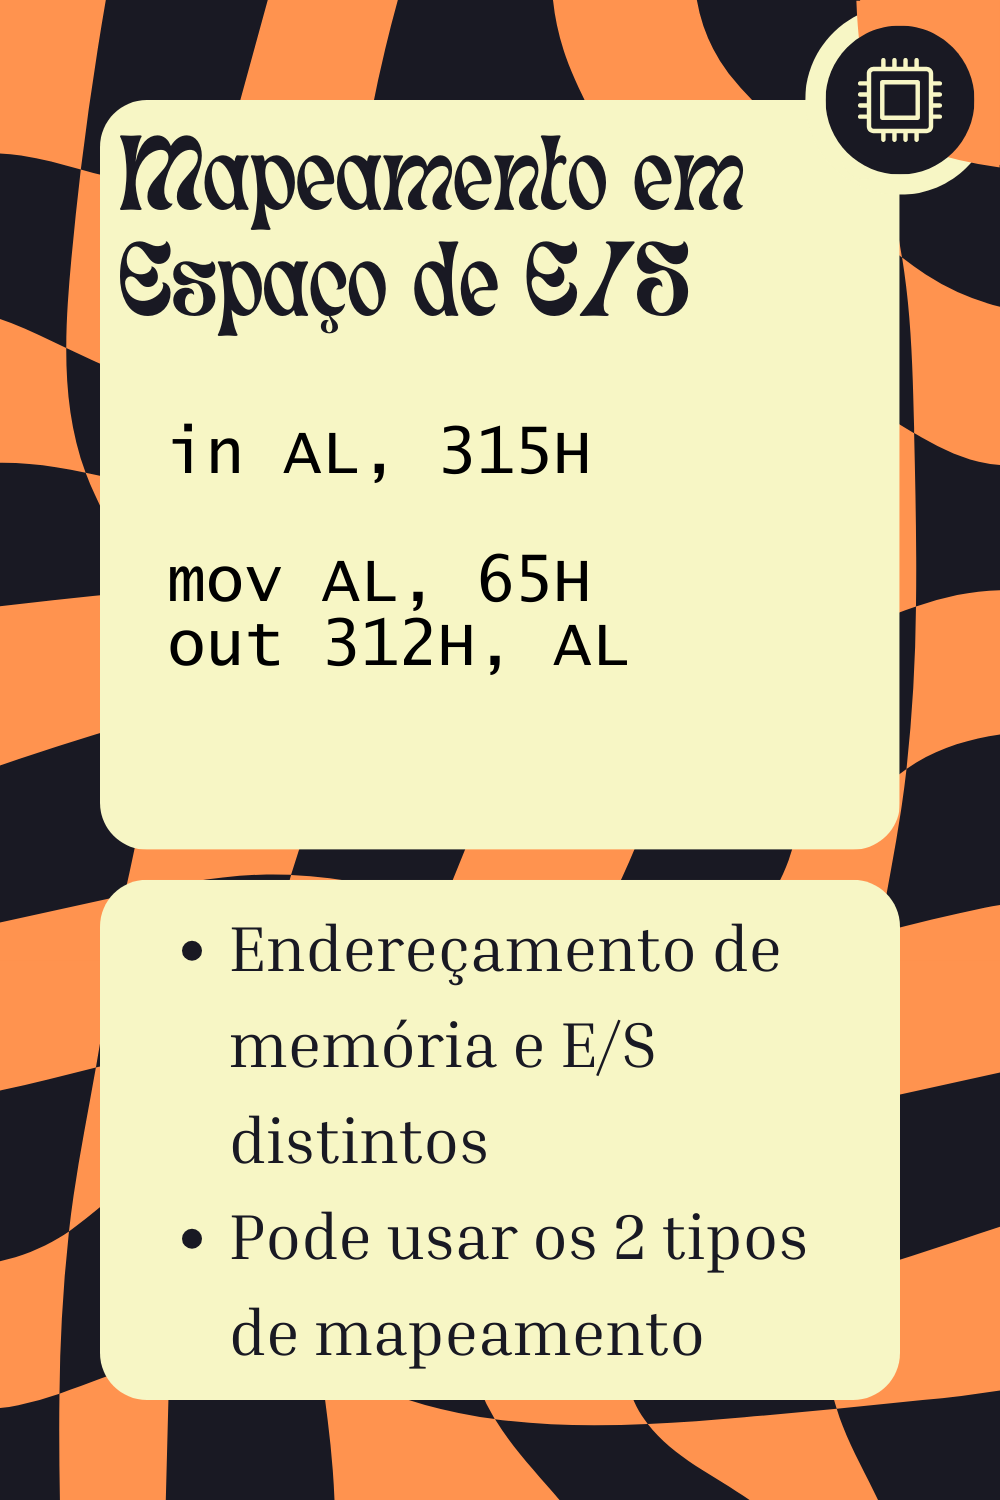 Mapeamento em
Espaço de E/S
in AL, 315H
mov AL, 65H
out 312H, AL
• Endereçamento de
memória e E/S
distintos
• Pode usar os 2 tipos
de mapeamento